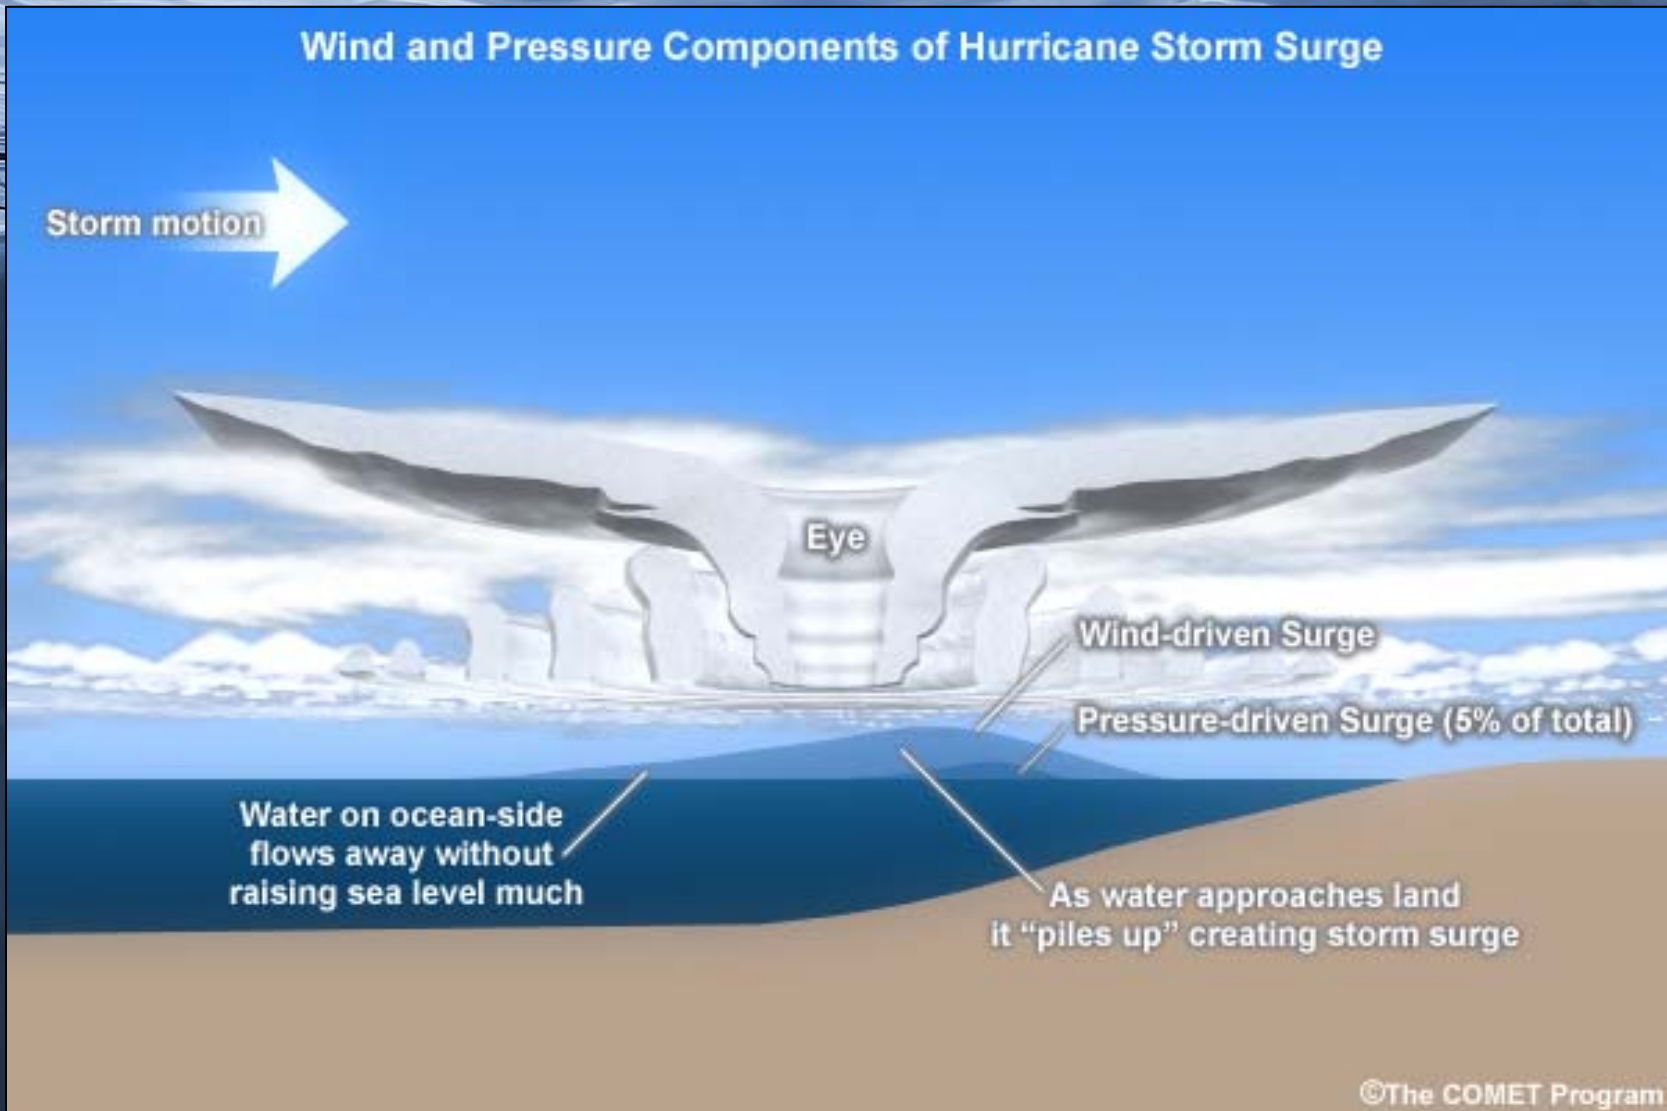 Wind and Pressure Components of Hurricane Storm Surge
Storm motion
Eye
Wind-driven Surge
Pressure-driven Surge (5% of total)
Water on ocean-side
flows away without
raising sea level much
As water approaches land
it “piles up” creating storm surge
©The COMET Program